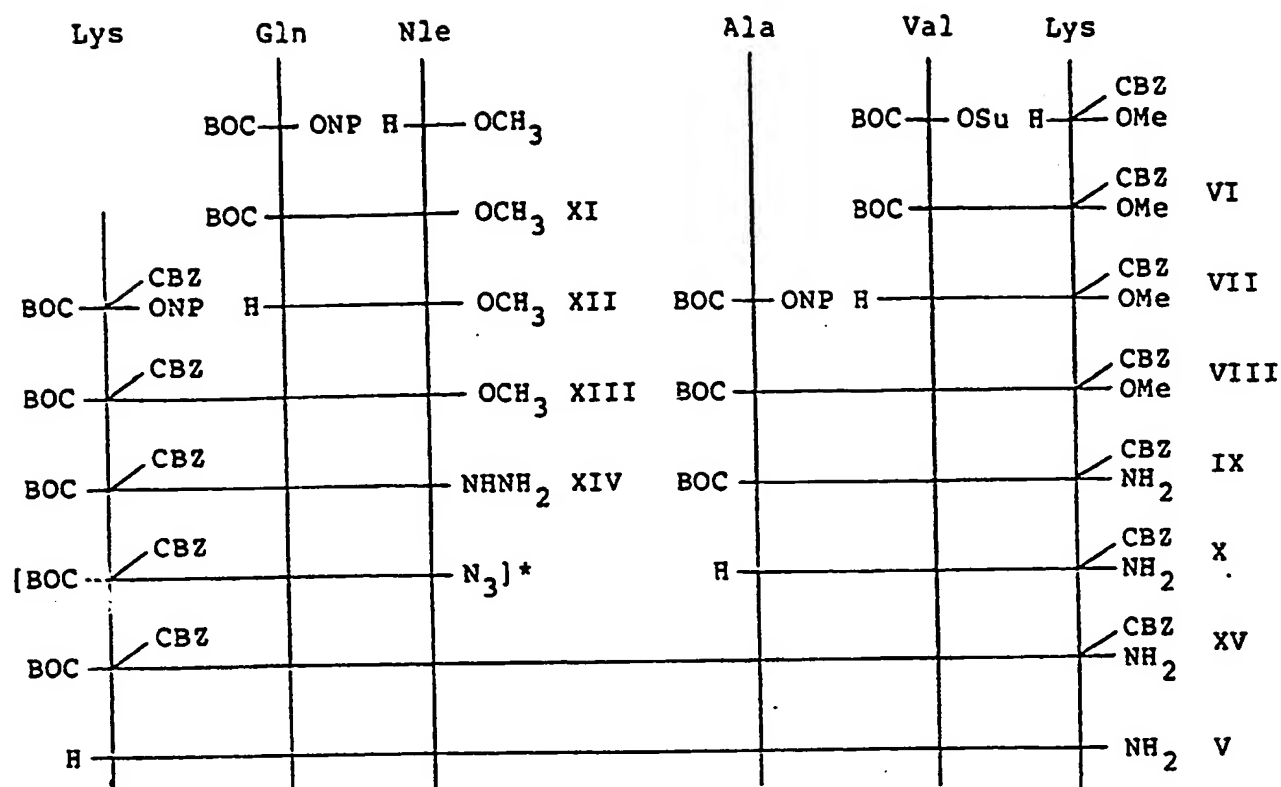 Lys Gln Nle Ala Val Lys
BOC ONP H OCH3 BOC OSu H CBZ OMe
BOC OCH3 XI BOC CBZ OMe VI
BOC CBZ ONP H OCH3 XII BOC ONP H CBZ OMe VII
BOC CBZ OCH3 XIII BOC CBZ OMe VIII
BOC CBZ NHNH2 XIV BOC CBZ NH2 IX
[BOC CBZ N3]* H CBZ NH2 X
BOC CBZ CBZ NH2 XV
H NH2 V